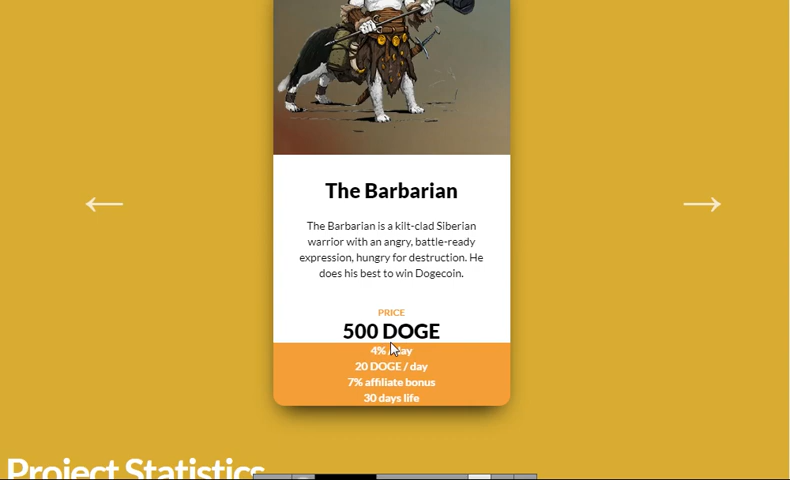 The Barbarian
The Barbarian is a kilt-clad Siberian
warrior with an angry, battle-ready
expression, hungry for destruction. He
does his best to win Dogecoin.
PRICE
500 DOGE
4% / day
20 DOGE / day
7% affiliate bonus
30 days life
Project Statistics